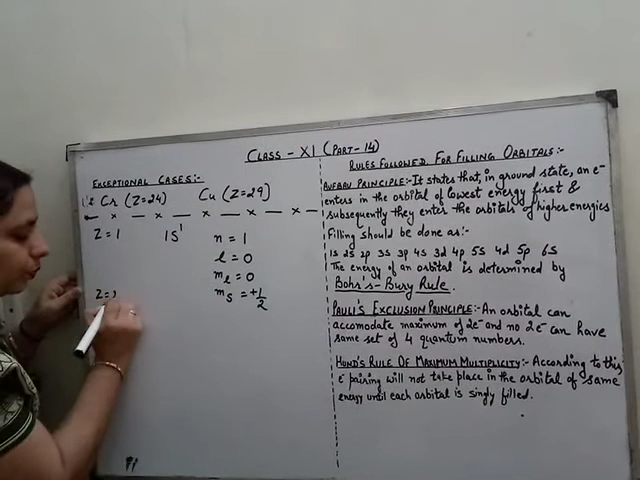 CLASS - XI (PART-14)
EXCEPTIONAL CASES:-
Cr (Z=24) Cu (Z=29)
Z=1 1S¹ n = 1
l = 0
mₗ = 0
mₛ = +1/2
Z=
RULES FOLLOWED FOR FILLING ORBITALS:-
AUFBAU PRINCIPLE:- It states that, in ground state, an e⁻
enters in the orbital of lowest energy first &
subsequently they enter the orbitals of higher energies
Filling should be done as:-
1s 2s 2p 3s 3p 4s 3d 4p 5s 4d 5p 6s
The energy of an orbital is determined by
Bohr's-Bury Rule.
PAULI'S EXCLUSION PRINCIPLE:- An orbital can
accomodate maximum of 2e⁻ and no 2e⁻ can have
same set of 4 quantum numbers.
HUND'S RULE OF MAXIMUM MULTIPLICITY:- According to this
e⁻ pairing will not take place in the orbital of same
energy until each orbital is singly filled.